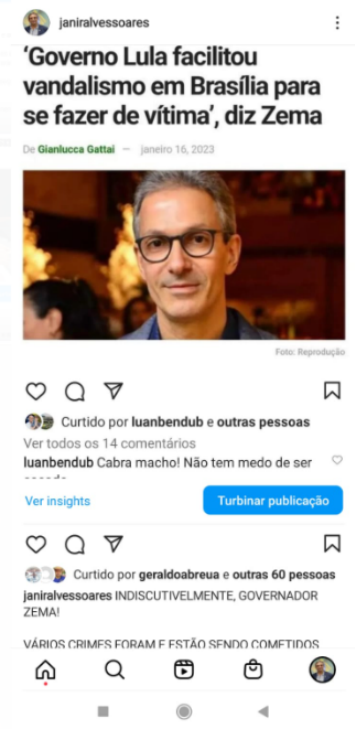 janiralvessoares
‘Governo Lula facilitou
vandalismo em Brasília para
se fazer de vítima’, diz Zema
De Gianlucca Gattai — janeiro 16, 2023
Foto: Reprodução
Curtido por luanbendub e outras pessoas
Ver todos os 14 comentários
luanbendub Cabra macho! Não tem medo de ser
Ver insights
Turbinar publicação
Curtido por geraldoabreua e outras 60 pessoas
janiralvessoares INDISCUTIVELMENTE, GOVERNADOR
ZEMA!
VÁRIOS CRIMES FORAM E ESTÃO SENDO COMETIDOS